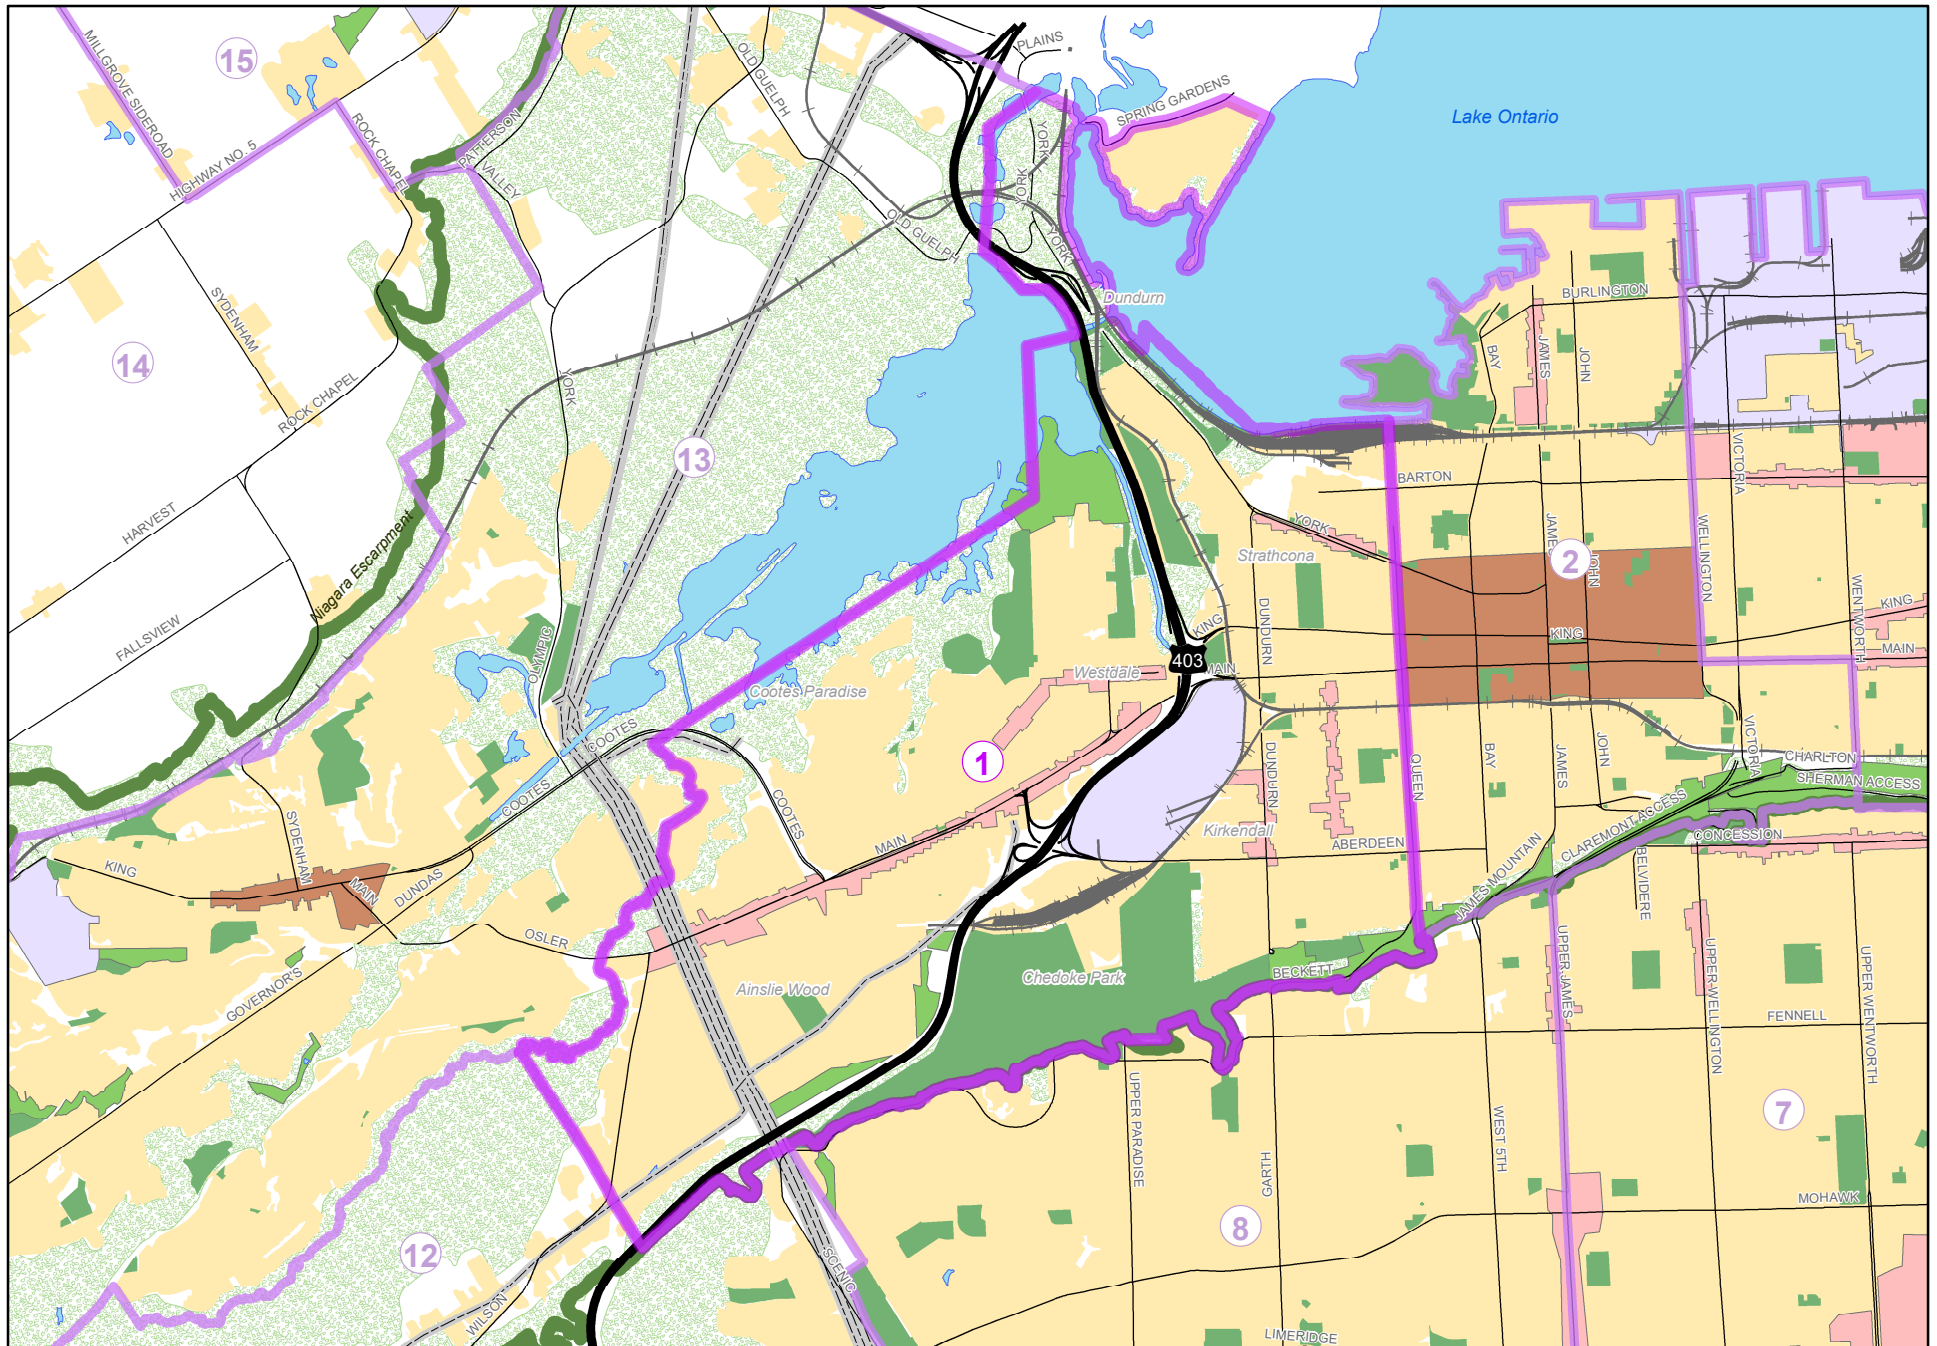 PLAINS
15
MILLGROVE SIDEROAD
OLD GUELPH
SPRING GARDENS
Lake Ontario
HIGHWAY NO. 5
ROCK CHAPEL
PATTERSON
VALLEY
YORK
YORK
YORK
OLD GUELPH
SYDENHAM
Dundurn
BURLINGTON
14
BAY
JAMES
JOHN
ROCK CHAPEL
YORK
13
BARTON
VICTORIA
HARVEST
Niagara Escarpment
YORK
Strathcona
JAMES
2
JOHN
WELLINGTON
WENTWORTH
FALLSVIEW
OLYMPIC
KING
DUNDURN
KING
KING
403
MAIN
MAIN
Westdale
Cootes Paradise
COOTES
COOTES
COOTES
1
DUNDURN
QUEEN
BAY
JAMES
JOHN
VICTORIA
CHARLTON
SHERMAN ACCESS
SYDENHAM
KING
MAIN
DUNDAS
MAIN
Kirkendall
ABERDEEN
JAMES MOUNTAIN
CLAREMONT ACCESS
CONCESSION
BELVIDERE
OSLER
GOVERNOR'S
Ainslie Wood
Chedoke Park
BECKETT
UPPER JAMES
UPPER WELLINGTON
UPPER WENTWORTH
FENNELL
UPPER PARADISE
GARTH
WEST 5TH
7
MOHAWK
8
12
SCENIC
WILSON
LIMERIDGE